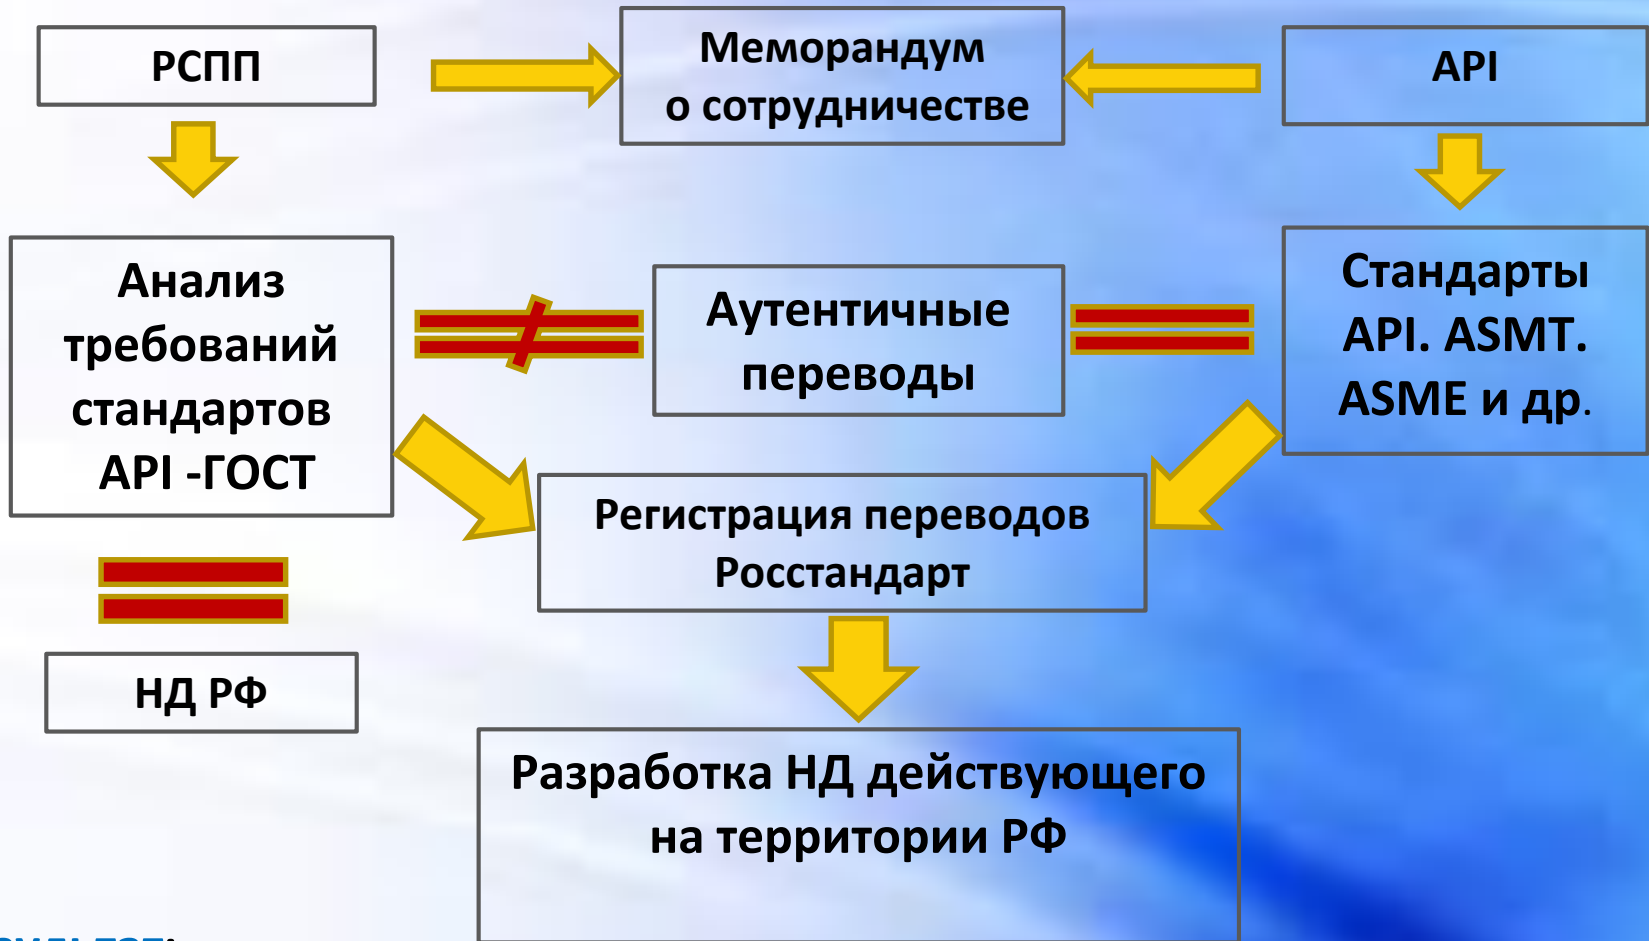 РСПП
Меморандум
о сотрудничестве
API
Анализ
требований
стандартов
API -ГОСТ
Аутентичные
переводы
Стандарты
API. ASMT.
ASME и др.
Регистрация переводов
Росстандарт
НД РФ
Разработка НД действующего
на территории РФ